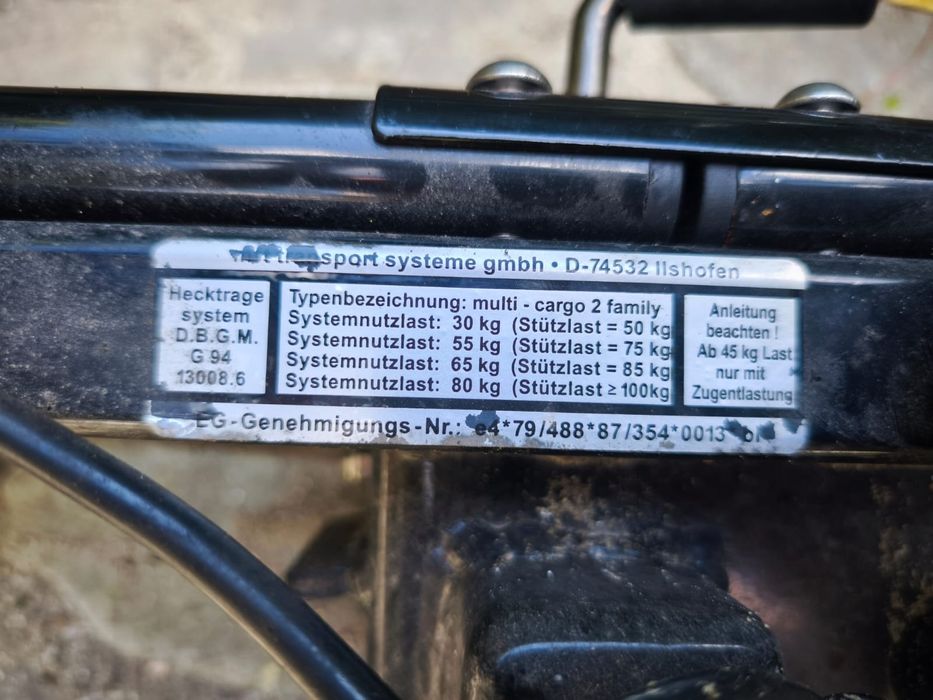 transport systeme gmbh • D-74532 Ilshofen
Hecktrage
system
D.B.G.M.
G 94
13008.6
Typenbezeichnung: multi - cargo 2 family
Systemnutzlast: 30 kg (Stützlast = 50 kg
Systemnutzlast: 55 kg (Stützlast = 75 kg
Systemnutzlast: 65 kg (Stützlast = 85 kg
Systemnutzlast: 80 kg (Stützlast ≥ 100kg
Anleitung
beachten !
Ab 45 kg Last
nur mit
Zugentlastung
EG-Genehmigungs-Nr.: e4*79/488*87/354*0013*